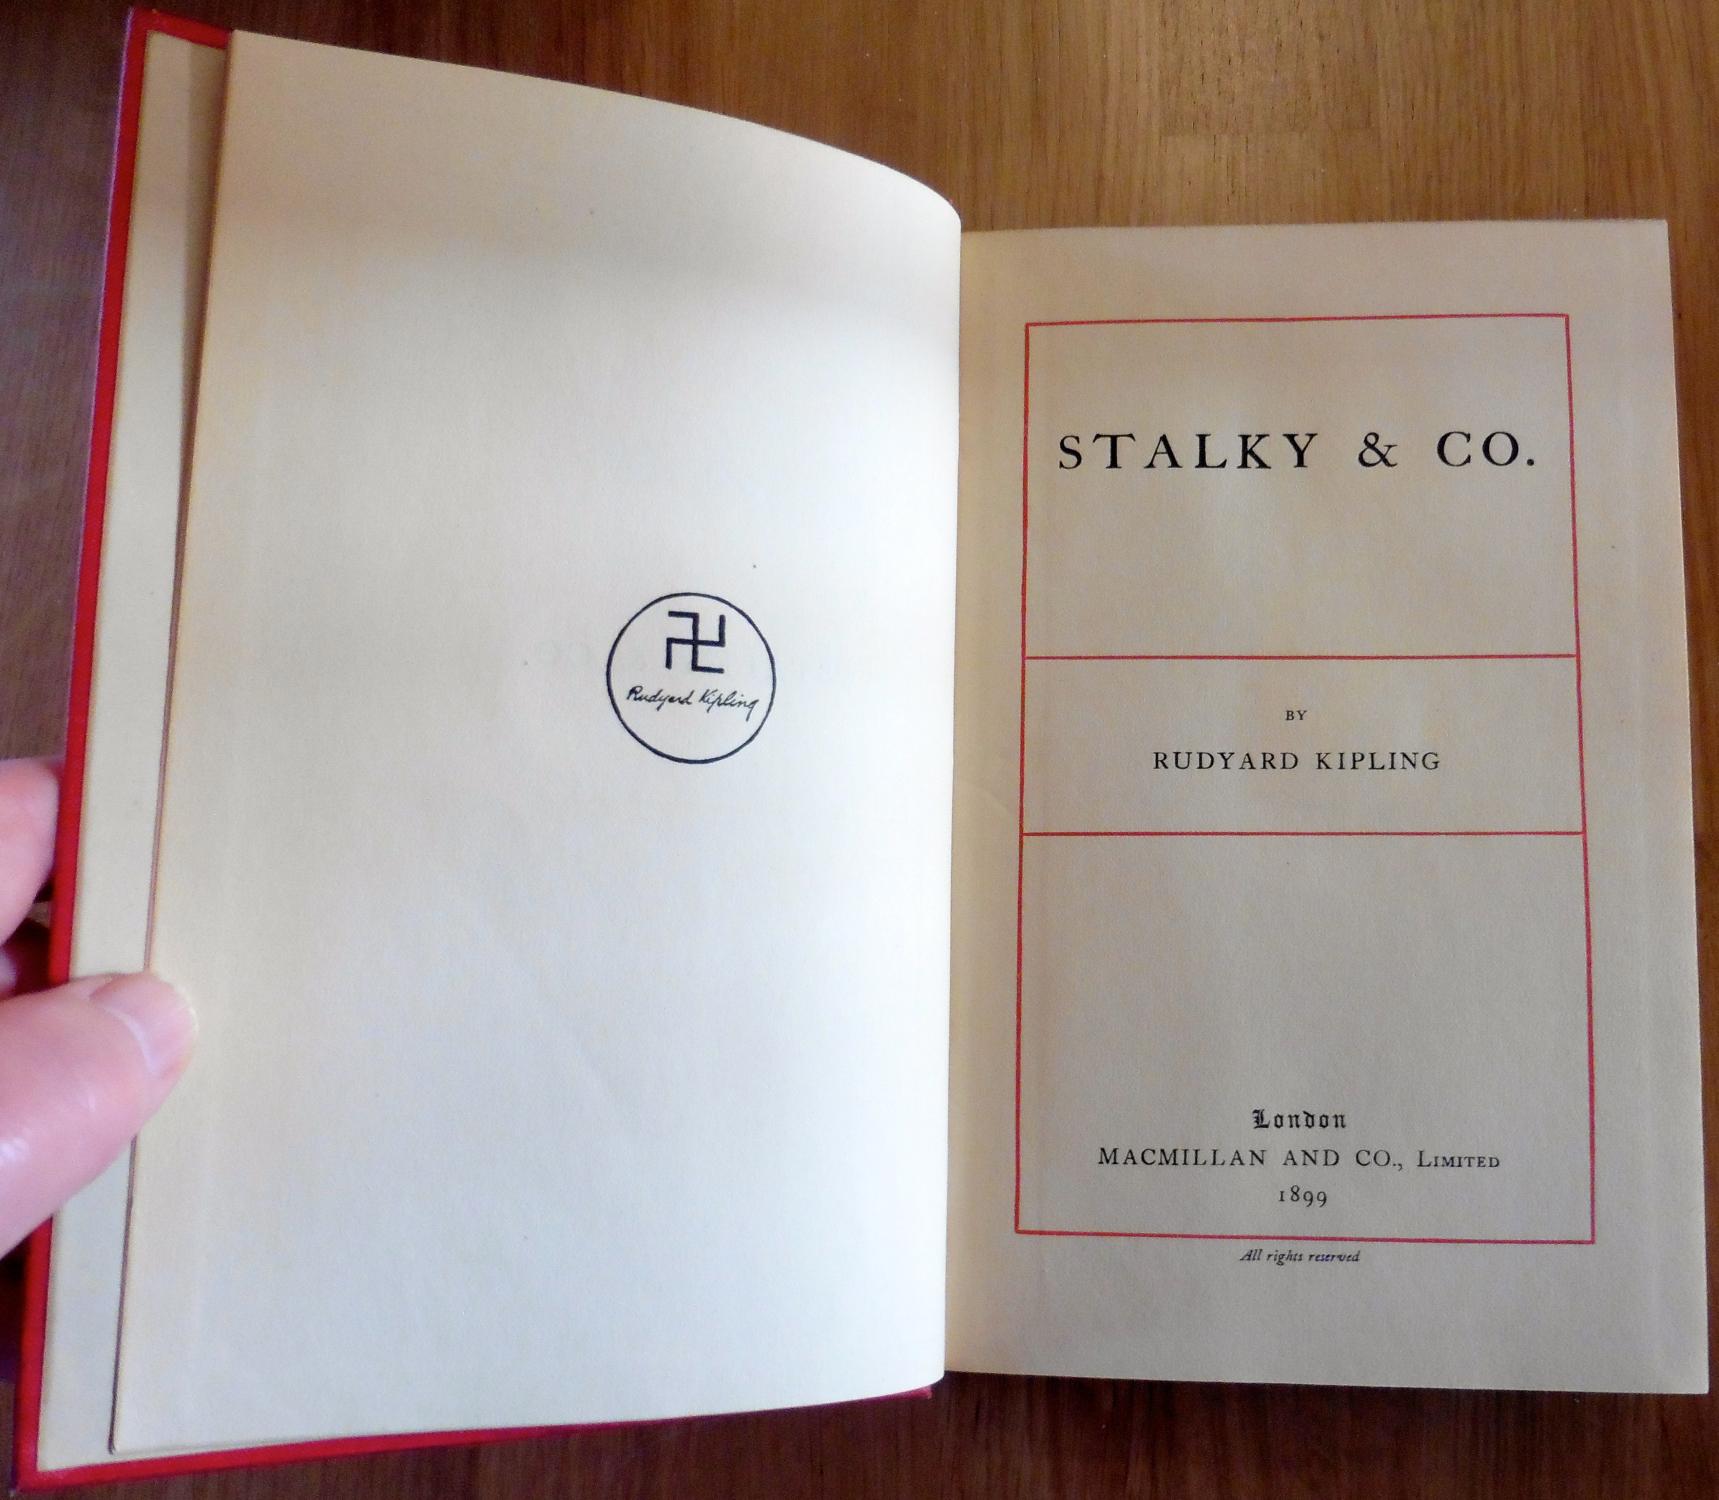 Rudyard Kipling
STALKY & CO.
BY
RUDYARD KIPLING
London
MACMILLAN AND CO., LIMITED
1899
All rights reserved